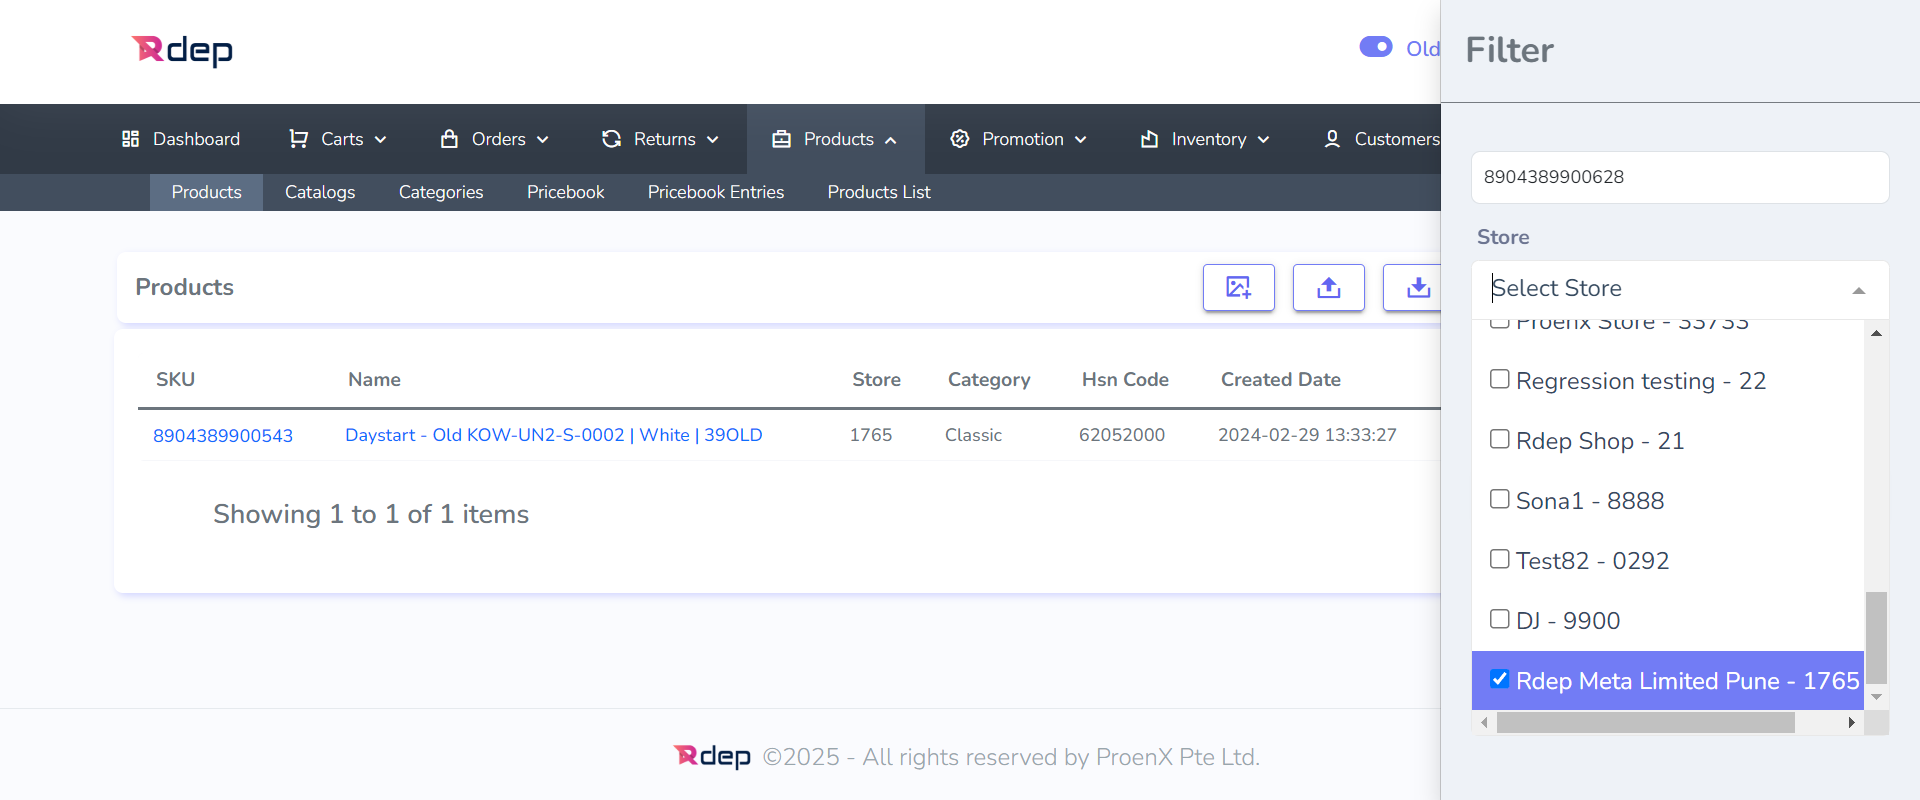 Rdep
Old
Filter
Dashboard
Carts
Orders
Returns
Products
Promotion
Inventory
Customers
Products
Catalogs
Categories
Pricebook
Pricebook Entries
Products List
8904389900628
Store
Select Store
Proenx Store - 33733
Regression testing - 22
Rdep Shop - 21
Sona1 - 8888
Test82 - 0292
DJ - 9900
Rdep Meta Limited Pune - 1765
Products
SKU Name Store Category Hsn Code Created Date
8904389900543 Daystart - Old KOW-UN2-S-0002 | White | 39OLD 1765 Classic 62052000 2024-02-29 13:33:27
Showing 1 to 1 of 1 items
Rdep ©2025 - All rights reserved by ProenX Pte Ltd.